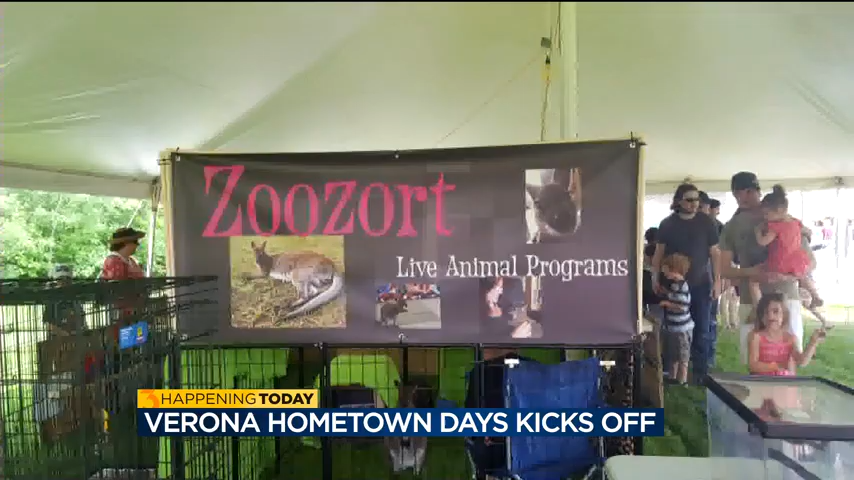 Zoozort
Live Animal Programs
HAPPENING TODAY
VERONA HOMETOWN DAYS KICKS OFF